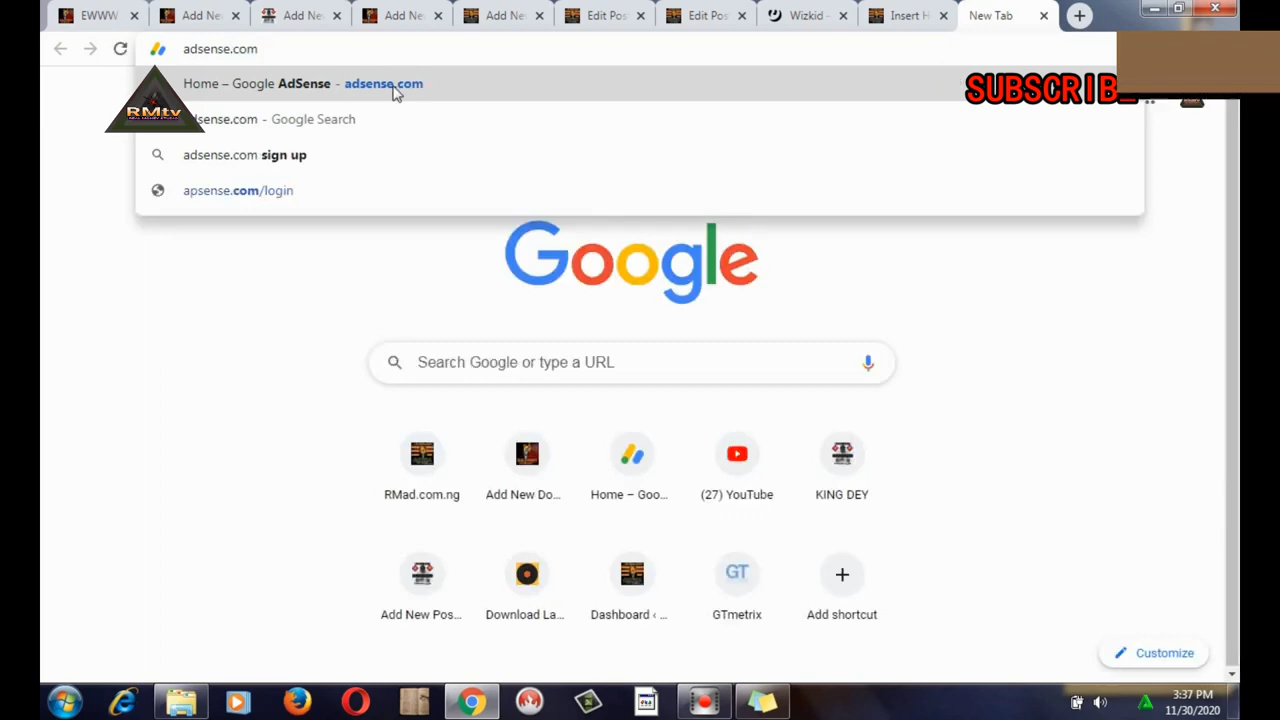 EWWW
Add Ne
Add Ne
Add Ne
Add Ne
Edit Pos
Edit Pos
Wizkid -
Insert H
New Tab
adsense.com
Home – Google AdSense - adsense.com
SUBSCRIB
RMtv
dsense.com - Google Search
adsense.com sign up
apsense.com/login
Google
Search Google or type a URL
RMad.com.ng
Add New Do...
Home – Goo...
(27) YouTube
KING DEY
GT
Add New Pos...
Download La...
Dashboard ‹ ...
GTmetrix
Add shortcut
Customize
3:37 PM
11/30/2020